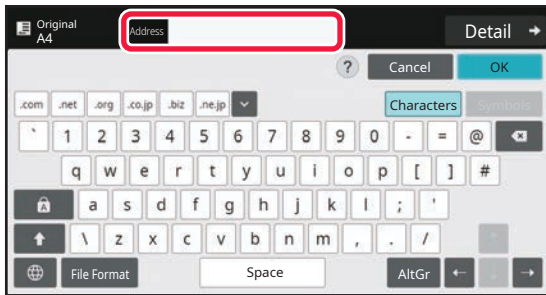 Original
A4
Address
Detail
? Cancel OK
.com .net .org .co.jp .biz .ne.jp Characters Symbols
` 1 2 3 4 5 6 7 8 9 0 - = @
q w e r t y u i o p [ ] #
A a s d f g h j k l ; '
\ z x c v b n m , . /
File Format Space AltGr